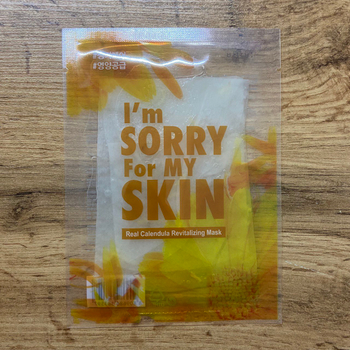 #영양공급
I'm
SORRY
For MY
SKIN
Real Calendula Revitalizing Mask